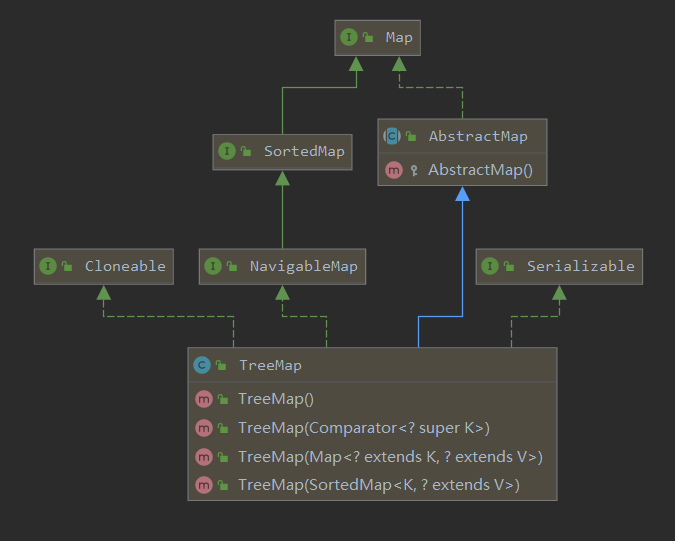 Map
SortedMap
AbstractMap
AbstractMap()
Cloneable
NavigableMap
Serializable
TreeMap
TreeMap()
TreeMap(Comparator<? super K>)
TreeMap(Map<? extends K, ? extends V>)
TreeMap(SortedMap<K, ? extends V>)